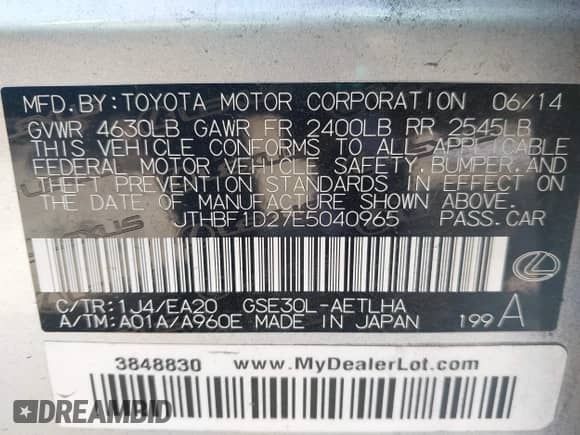 MFD.BY:TOYOTA MOTOR CORPORATION 06/14
GVWR 4630LB GAWR FR 2400LB RR 2545LB
THIS VEHICLE CONFORMS TO ALL APPLICABLE
FEDERAL MOTOR VEHICLE SAFETY, BUMPER, AND
THEFT PREVENTION STANDARDS IN EFFECT ON
THE DATE OF MANUFACTURE SHOWN ABOVE.
JTHBF1D27E5040965 PASS.CAR
C/TR:1J4/EA20 GSE30L-AETLHA
A/TM:A01A/A960E MADE IN JAPAN 199 A
3848830 www.MyDealerLot.com
DREAMBID